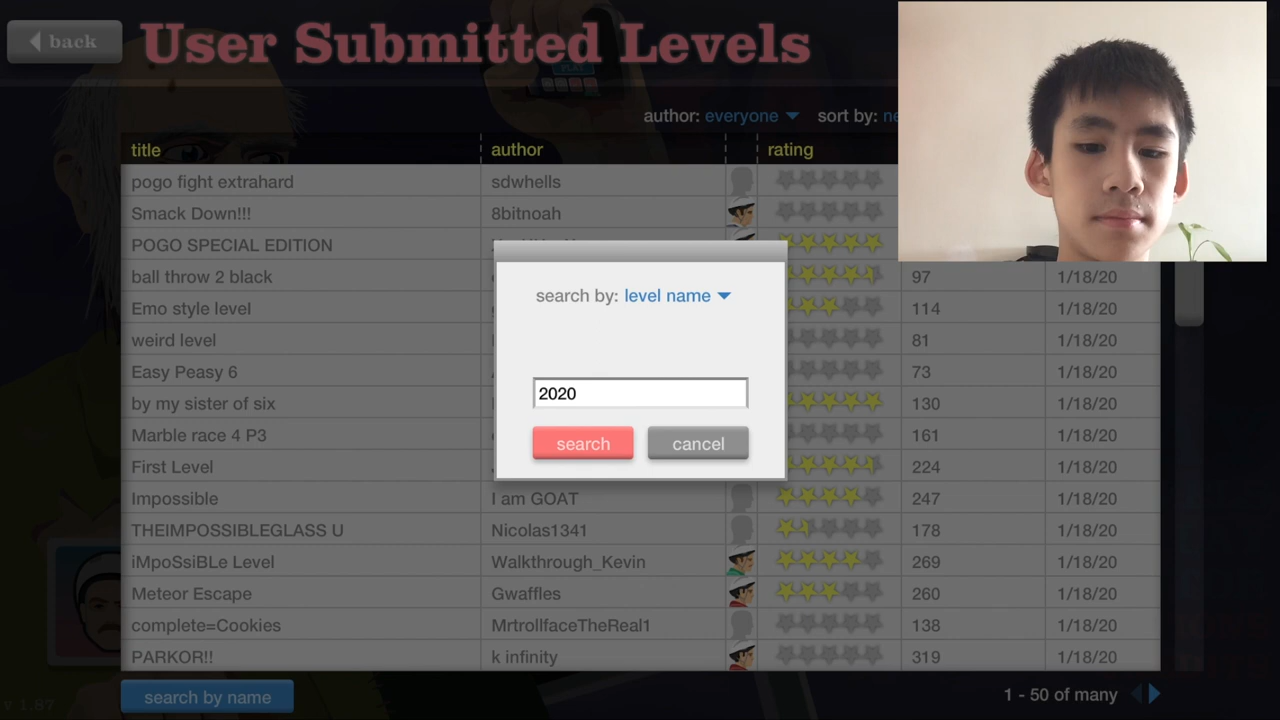 back
User Submitted Levels
author: everyone sort by:
title author rating
pogo fight extrahard sdwhells
Smack Down!!! 8bitnoah
POGO SPECIAL EDITION
ball throw 2 black 97 1/18/20
Emo style level 114 1/18/20
weird level 81 1/18/20
Easy Peasy 6 73 1/18/20
by my sister of six 130 1/18/20
Marble race 4 P3 161 1/18/20
First Level 224 1/18/20
Impossible I am GOAT 247 1/18/20
THEIMPOSSIBLEGLASS U Nicolas1341 178 1/18/20
iMpoSsiBLe Level Walkthrough_Kevin 269 1/18/20
Meteor Escape Gwaffles 260 1/18/20
complete=Cookies MrtrollfaceTheReal1 138 1/18/20
PARKOR!! k infinity 319 1/18/20
search by: level name
2020
search cancel
search by name 1 - 50 of many
v 1.87